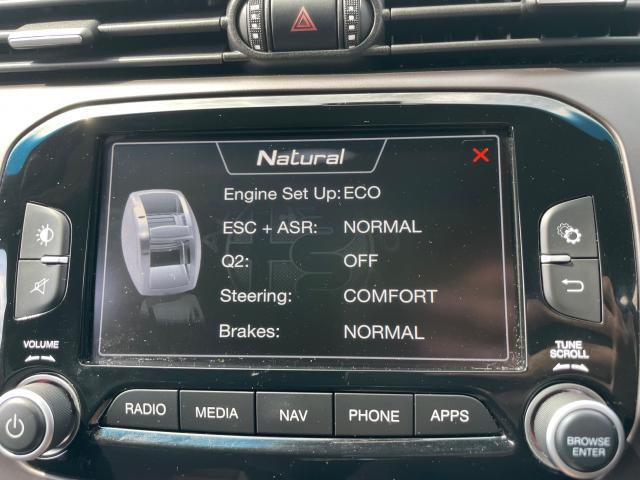 Natural
Engine Set Up: ECO
ESC + ASR: NORMAL
Q2: OFF
Steering: COMFORT
Brakes: NORMAL
VOLUME
TUNE
SCROLL
RADIO
MEDIA
NAV
PHONE
APPS
BROWSE
ENTER